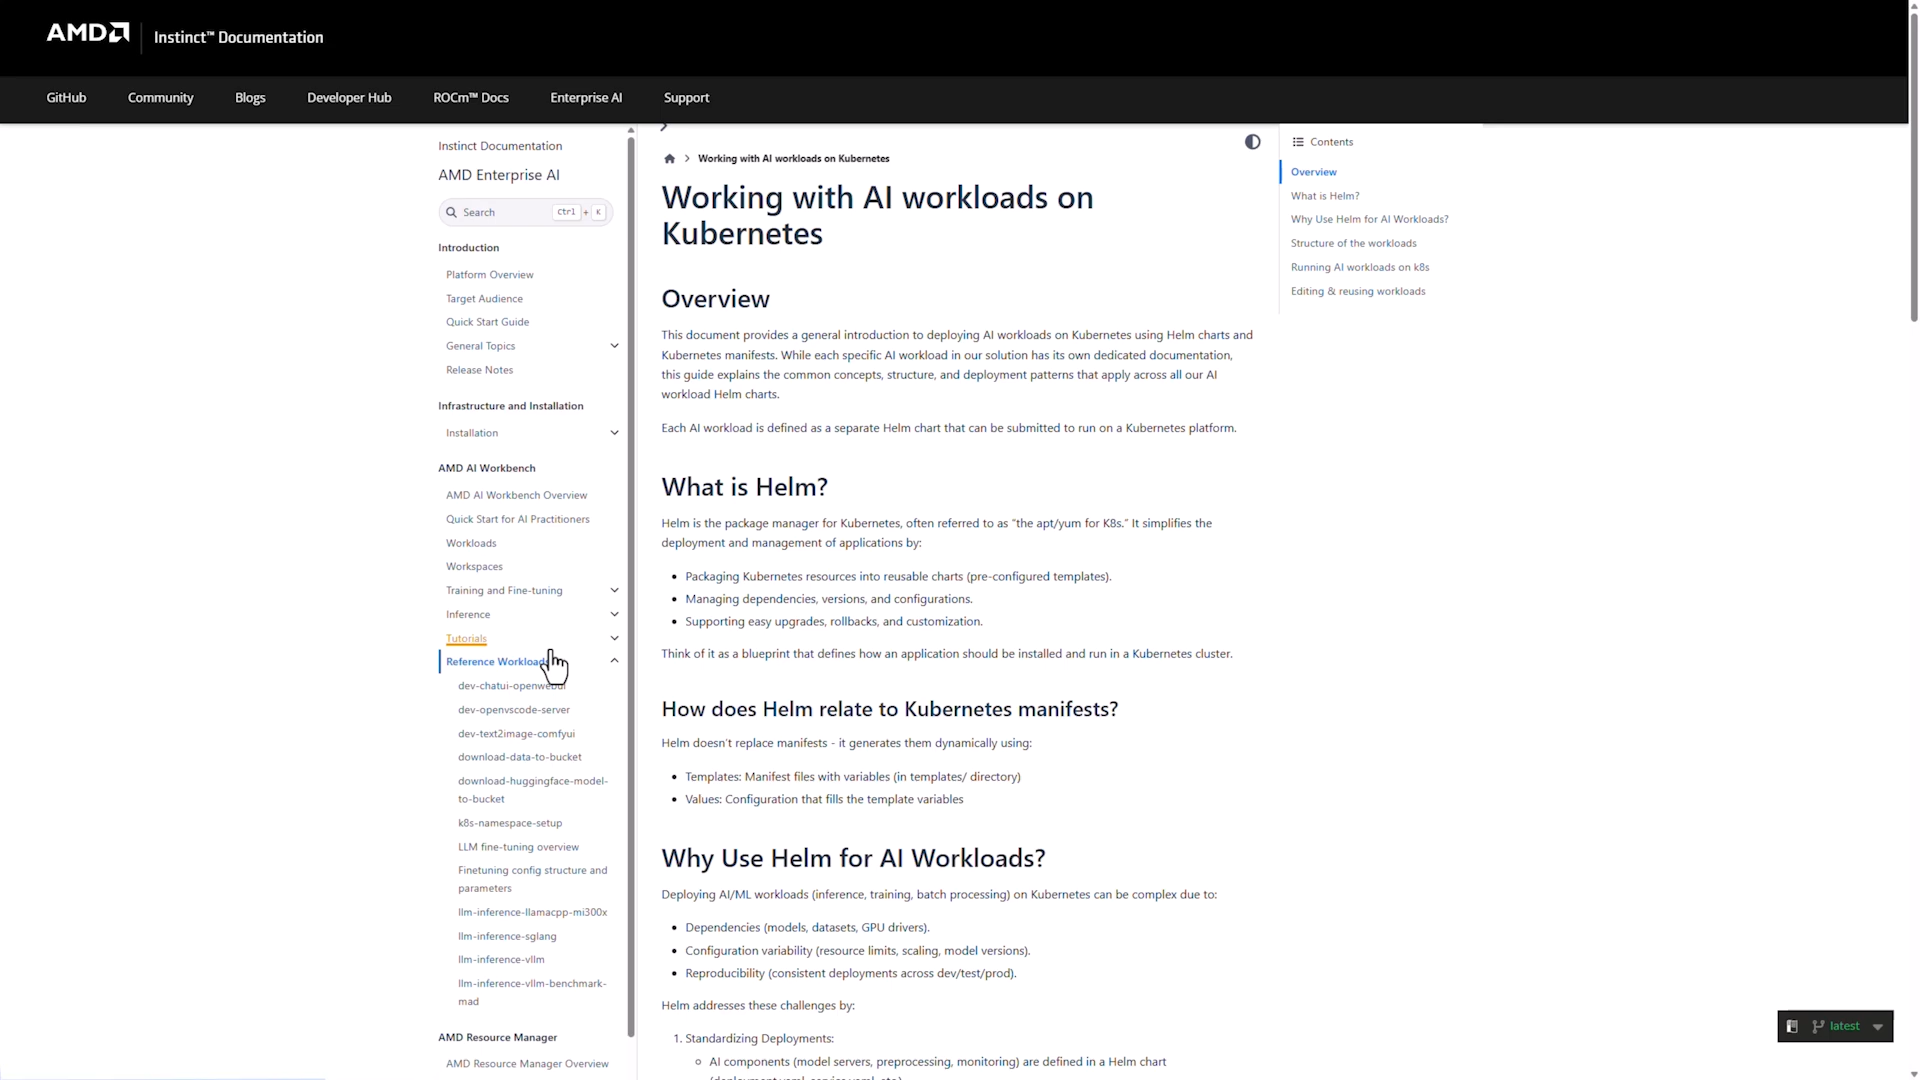 AMD
Instinct™ Documentation
GitHub
Community
Blogs
Developer Hub
ROCm™ Docs
Enterprise AI
Support
Instinct Documentation
AMD Enterprise AI
Search
Ctrl + K
Introduction
Platform Overview
Target Audience
Quick Start Guide
General Topics
Release Notes
Infrastructure and Installation
Installation
AMD AI Workbench
AMD AI Workbench Overview
Quick Start for AI Practitioners
Workloads
Workspaces
Training and Fine-tuning
Inference
Tutorials
Reference Workloads
dev-chatui-openwebui
dev-openvscode-server
dev-text2image-comfyui
download-data-to-bucket
download-huggingface-model-
to-bucket
k8s-namespace-setup
LLM fine-tuning overview
Finetuning config structure and
parameters
llm-inference-llamacpp-mi300x
llm-inference-sglang
llm-inference-vllm
llm-inference-vllm-benchmark-
mad
AMD Resource Manager
AMD Resource Manager Overview
Working with AI workloads on Kubernetes
Working with AI workloads on
Kubernetes
Overview
This document provides a general introduction to deploying AI workloads on Kubernetes using Helm charts and
Kubernetes manifests. While each specific AI workload in our solution has its own dedicated documentation,
this guide explains the common concepts, structure, and deployment patterns that apply across all our AI
workload Helm charts.
Each AI workload is defined as a separate Helm chart that can be submitted to run on a Kubernetes platform.
What is Helm?
Helm is the package manager for Kubernetes, often referred to as "the apt/yum for K8s." It simplifies the
deployment and management of applications by:
• Packaging Kubernetes resources into reusable charts (pre-configured templates).
• Managing dependencies, versions, and configurations.
• Supporting easy upgrades, rollbacks, and customization.
Think of it as a blueprint that defines how an application should be installed and run in a Kubernetes cluster.
How does Helm relate to Kubernetes manifests?
Helm doesn't replace manifests - it generates them dynamically using:
• Templates: Manifest files with variables (in templates/ directory)
• Values: Configuration that fills the template variables
Why Use Helm for AI Workloads?
Deploying AI/ML workloads (inference, training, batch processing) on Kubernetes can be complex due to:
• Dependencies (models, datasets, GPU drivers).
• Configuration variability (resource limits, scaling, model versions).
• Reproducibility (consistent deployments across dev/test/prod).
Helm addresses these challenges by:
1. Standardizing Deployments:
AI components (model servers, preprocessing, monitoring) are defined in a Helm chart
Contents
Overview
What is Helm?
Why Use Helm for AI Workloads?
Structure of the workloads
Running AI workloads on k8s
Editing & reusing workloads
latest